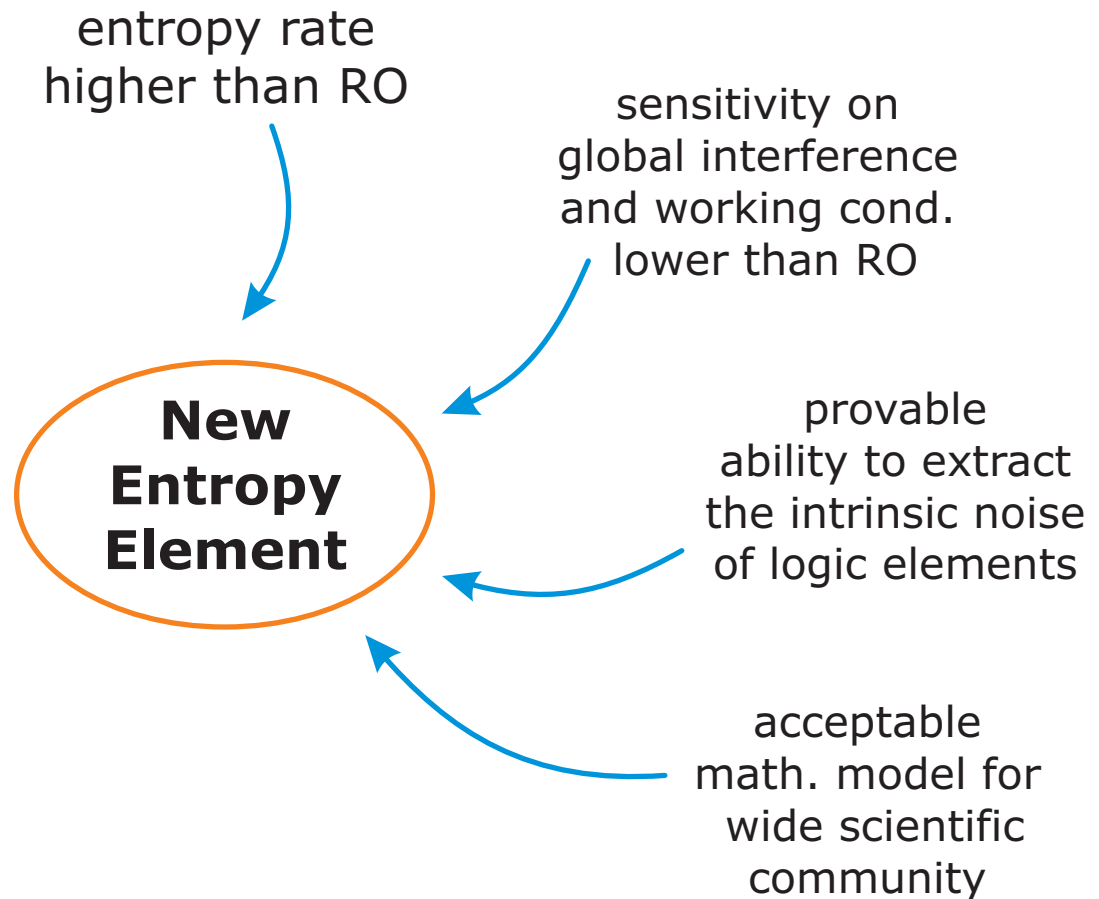 entropy rate
higher than RO
sensitivity on
global interference
and working cond.
lower than RO
New
Entropy
Element
provable
ability to extract
the intrinsic noise
of logic elements
acceptable
math. model for
wide scientific
community